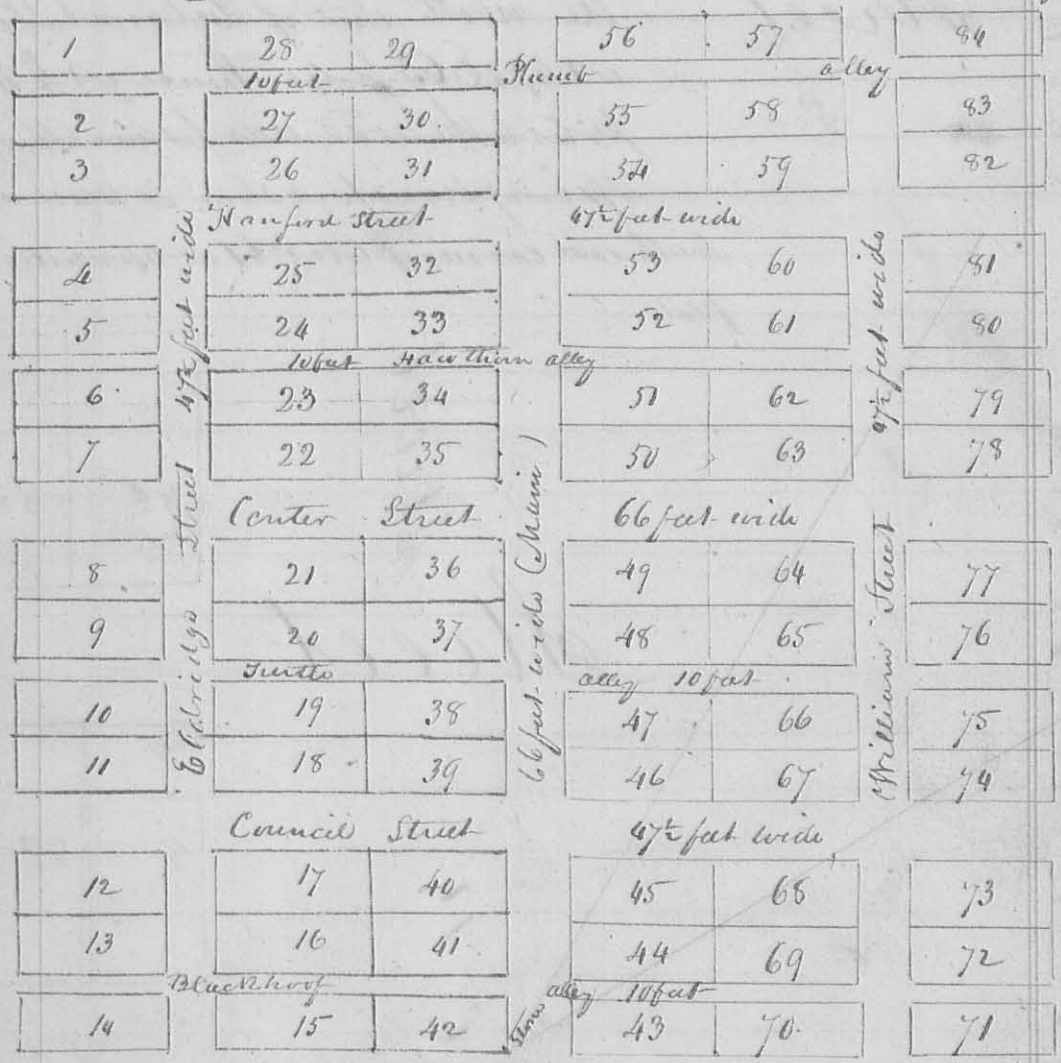 1 28 29 56 57 84
10 feet Plumb alley
2 27 30 55 58 83
3 26 31 54 59 82
Hanford Street 47½ feet wide
4 25 32 53 60 81
5 24 33 52 61 80
10 feet Hawthorn alley
6 23 34 51 62 79
7 22 35 50 63 78
Center Street 66 feet wide
8 21 36 49 64 77
9 20 37 48 65 76
alley 10 feet
10 19 38 47 66 75
11 18 39 46 67 74
Council Street 47½ feet wide
12 17 40 45 68 73
13 16 41 44 69 72
Blackhoof alley 10 feet
14 15 42 43 70 71
Street 47½ feet wide
66 feet wide (Main)
William Street 47½ feet wide